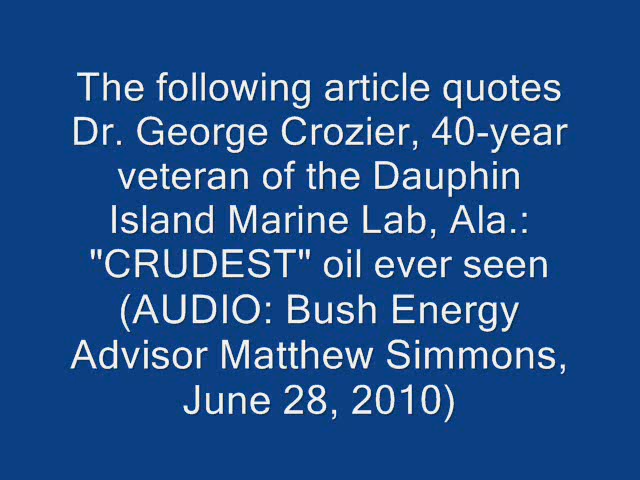 The following article quotes
Dr. George Crozier, 40-year
veteran of the Dauphin
Island Marine Lab, Ala.:
"CRUDEST" oil ever seen
(AUDIO: Bush Energy
Advisor Matthew Simmons,
June 28, 2010)